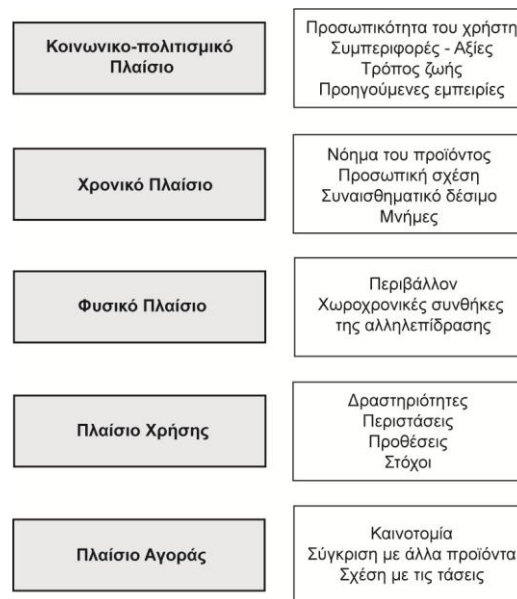 Κοινωνικο-πολιτισμικό
Πλαίσιο
Προσωπικότητα του χρήστη
Συμπεριφορές - Αξίες
Τρόπος ζωής
Προηγούμενες εμπειρίες
Χρονικό Πλαίσιο
Νόημα του προϊόντος
Προσωπική σχέση
Συναισθηματικό δέσιμο
Μνήμες
Φυσικό Πλαίσιο
Περιβάλλον
Χωροχρονικές συνθήκες
της αλληλεπίδρασης
Πλαίσιο Χρήσης
Δραστηριότητες
Περιστάσεις
Προθέσεις
Στόχοι
Πλαίσιο Αγοράς
Καινοτομία
Σύγκριση με άλλα προϊόντα
Σχέση με τις τάσεις